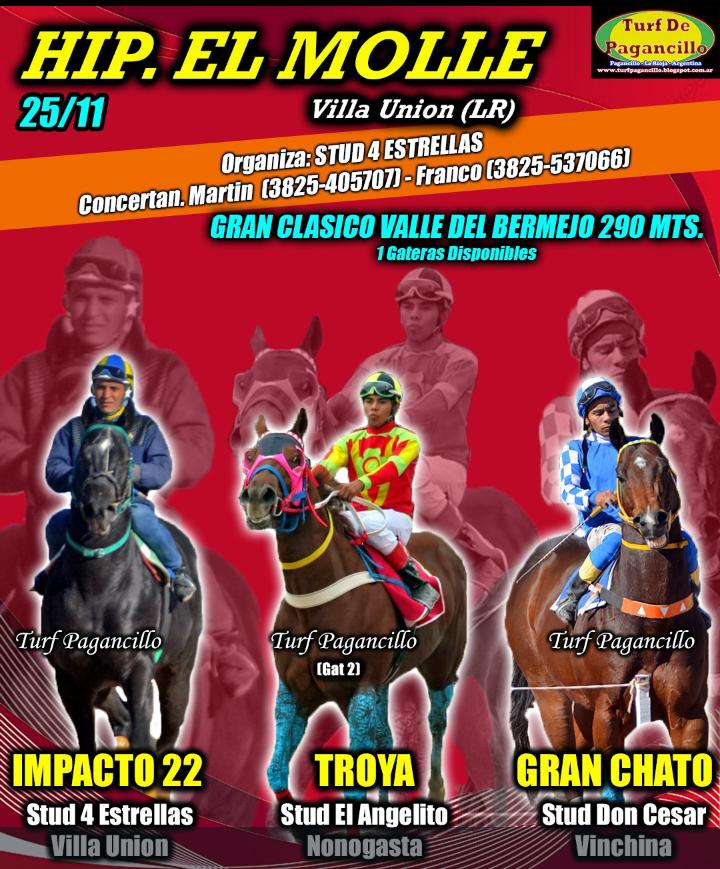 HIP. EL MOLLE
Turf De
Pagancillo
Pagancillo - La Rioja - Argentina
www.turfpagancillo.blogspot.com.ar
25/11
Villa Union (LR)
Organiza: STUD 4 ESTRELLAS
Concertan. Martin (3825-405707) - Franco (3825-537066)
GRAN CLASICO VALLE DEL BERMEJO 290 MTS.
1 Gateras Disponibles
Turf Pagancillo
Turf Pagancillo
Turf Pagancillo
(Gat 2)
IMPACTO 22
TROYA
GRAN CHATO
Stud 4 Estrellas
Stud El Angelito
Stud Don Cesar
Villa Union
Nonogasta
Vinchina